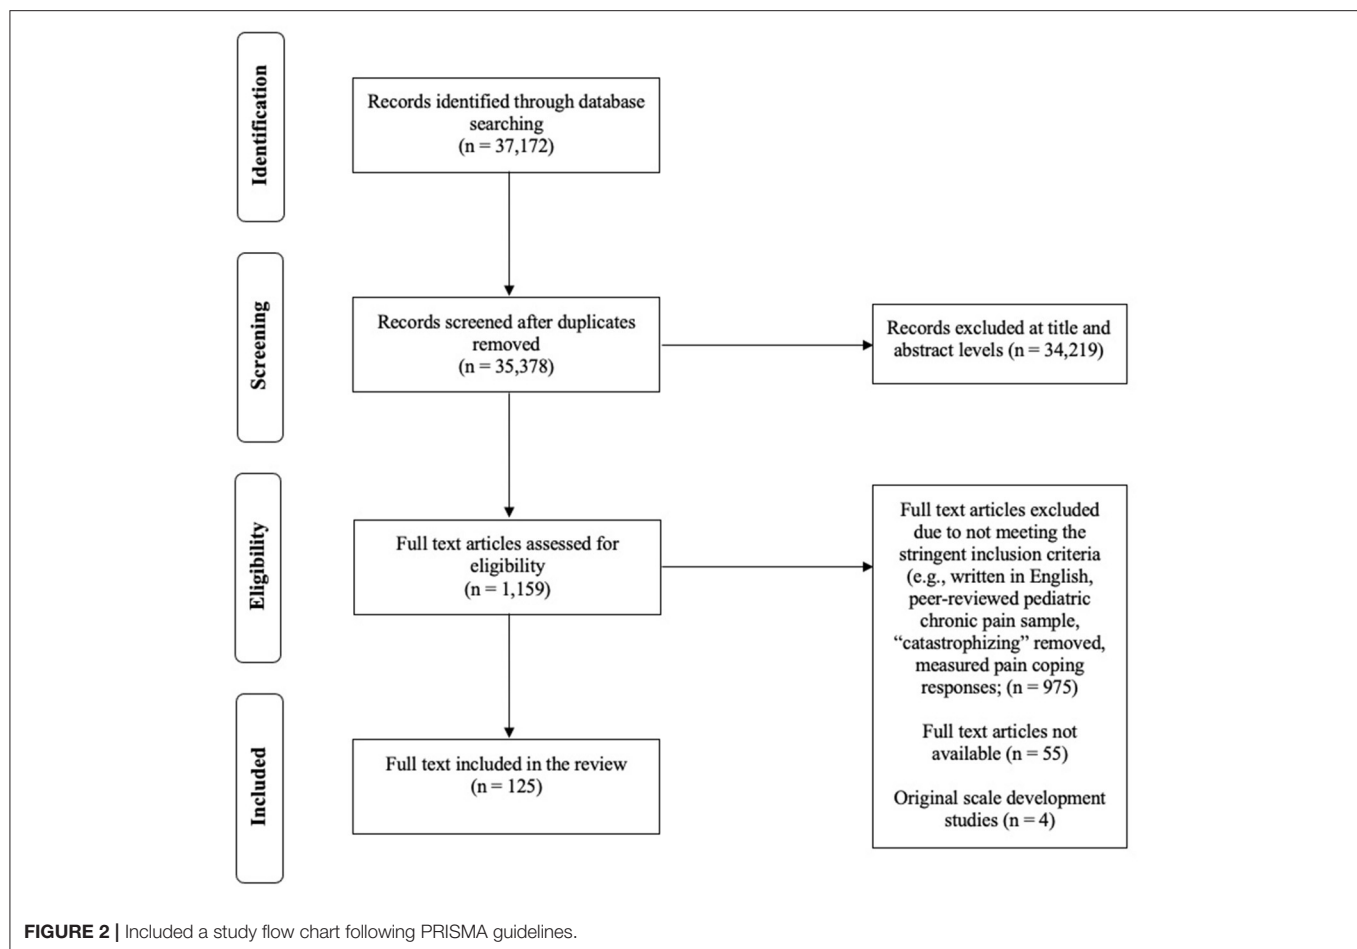 Identification
Records identified through database
searching
(n = 37,172)
Screening
Records screened after duplicates
removed
(n = 35,378)
Records excluded at title and
abstract levels (n = 34,219)
Eligibility
Full text articles assessed for
eligibility
(n = 1,159)
Full text articles excluded
due to not meeting the
stringent inclusion criteria
(e.g., written in English,
peer-reviewed pediatric
chronic pain sample,
“catastrophizing” removed,
measured pain coping
responses; (n = 975)
Full text articles not
available (n = 55)
Original scale development
studies (n = 4)
Included
Full text included in the review
(n = 125)
FIGURE 2 | Included a study flow chart following PRISMA guidelines.